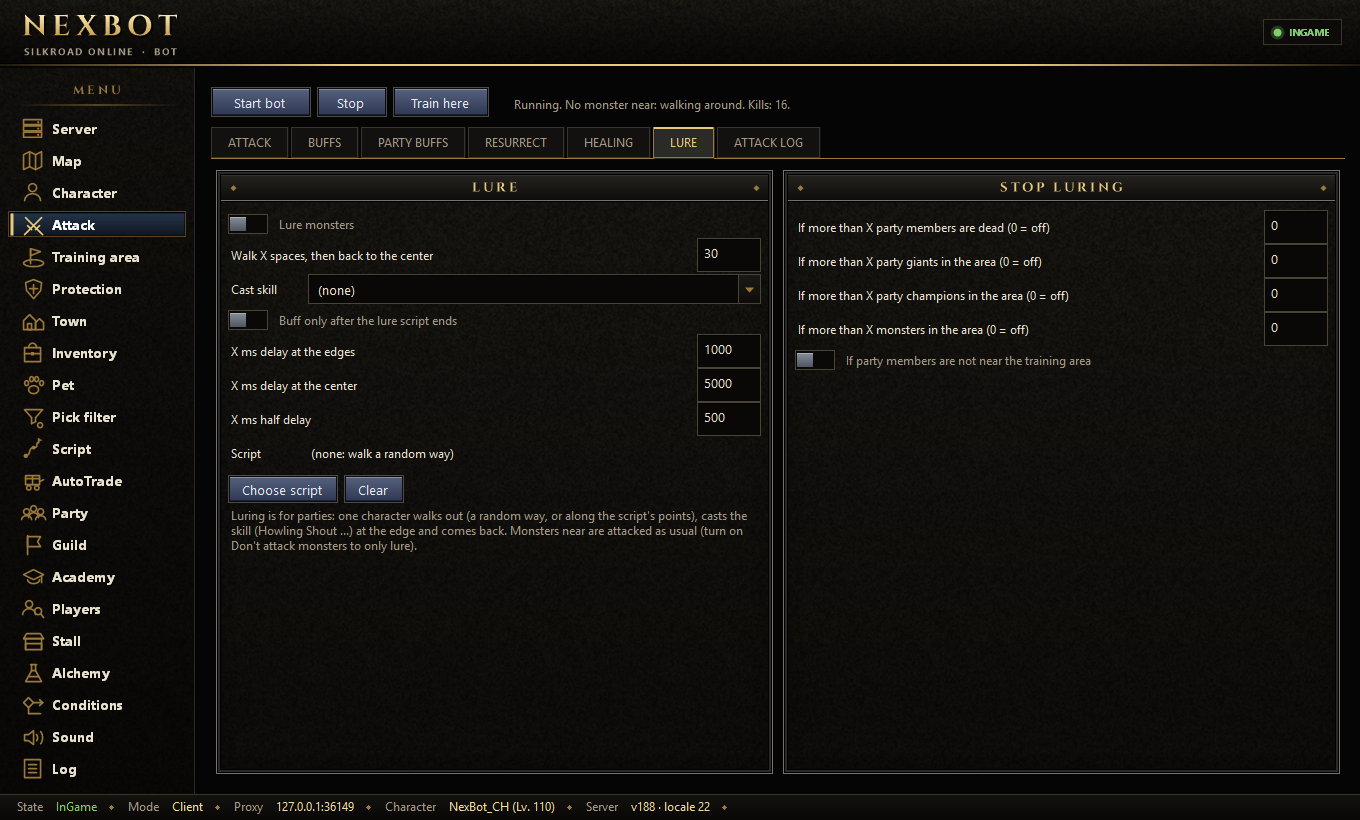 NEXBOT
SILKROAD ONLINE · BOT
INGAME
MENU
Server
Map
Character
Attack
Training area
Protection
Town
Inventory
Pet
Pick filter
Script
AutoTrade
Party
Guild
Academy
Players
Stall
Alchemy
Conditions
Sound
Log
Start bot
Stop
Train here
Running. No monster near: walking around. Kills: 16.
ATTACK
BUFFS
PARTY BUFFS
RESURRECT
HEALING
LURE
ATTACK LOG
LURE
Lure monsters
Walk X spaces, then back to the center 30
Cast skill (none)
Buff only after the lure script ends
X ms delay at the edges 1000
X ms delay at the center 5000
X ms half delay 500
Script (none: walk a random way)
Choose script
Clear
Luring is for parties: one character walks out (a random way, or along the script's points), casts the
skill (Howling Shout ...) at the edge and comes back. Monsters near are attacked as usual (turn on
Don't attack monsters to only lure).
STOP LURING
If more than X party members are dead (0 = off) 0
If more than X party giants in the area (0 = off) 0
If more than X party champions in the area (0 = off) 0
If more than X monsters in the area (0 = off) 0
If party members are not near the training area
State InGame Mode Client Proxy 127.0.0.1:36149 Character NexBot_CH (Lv. 110) Server v188 · locale 22